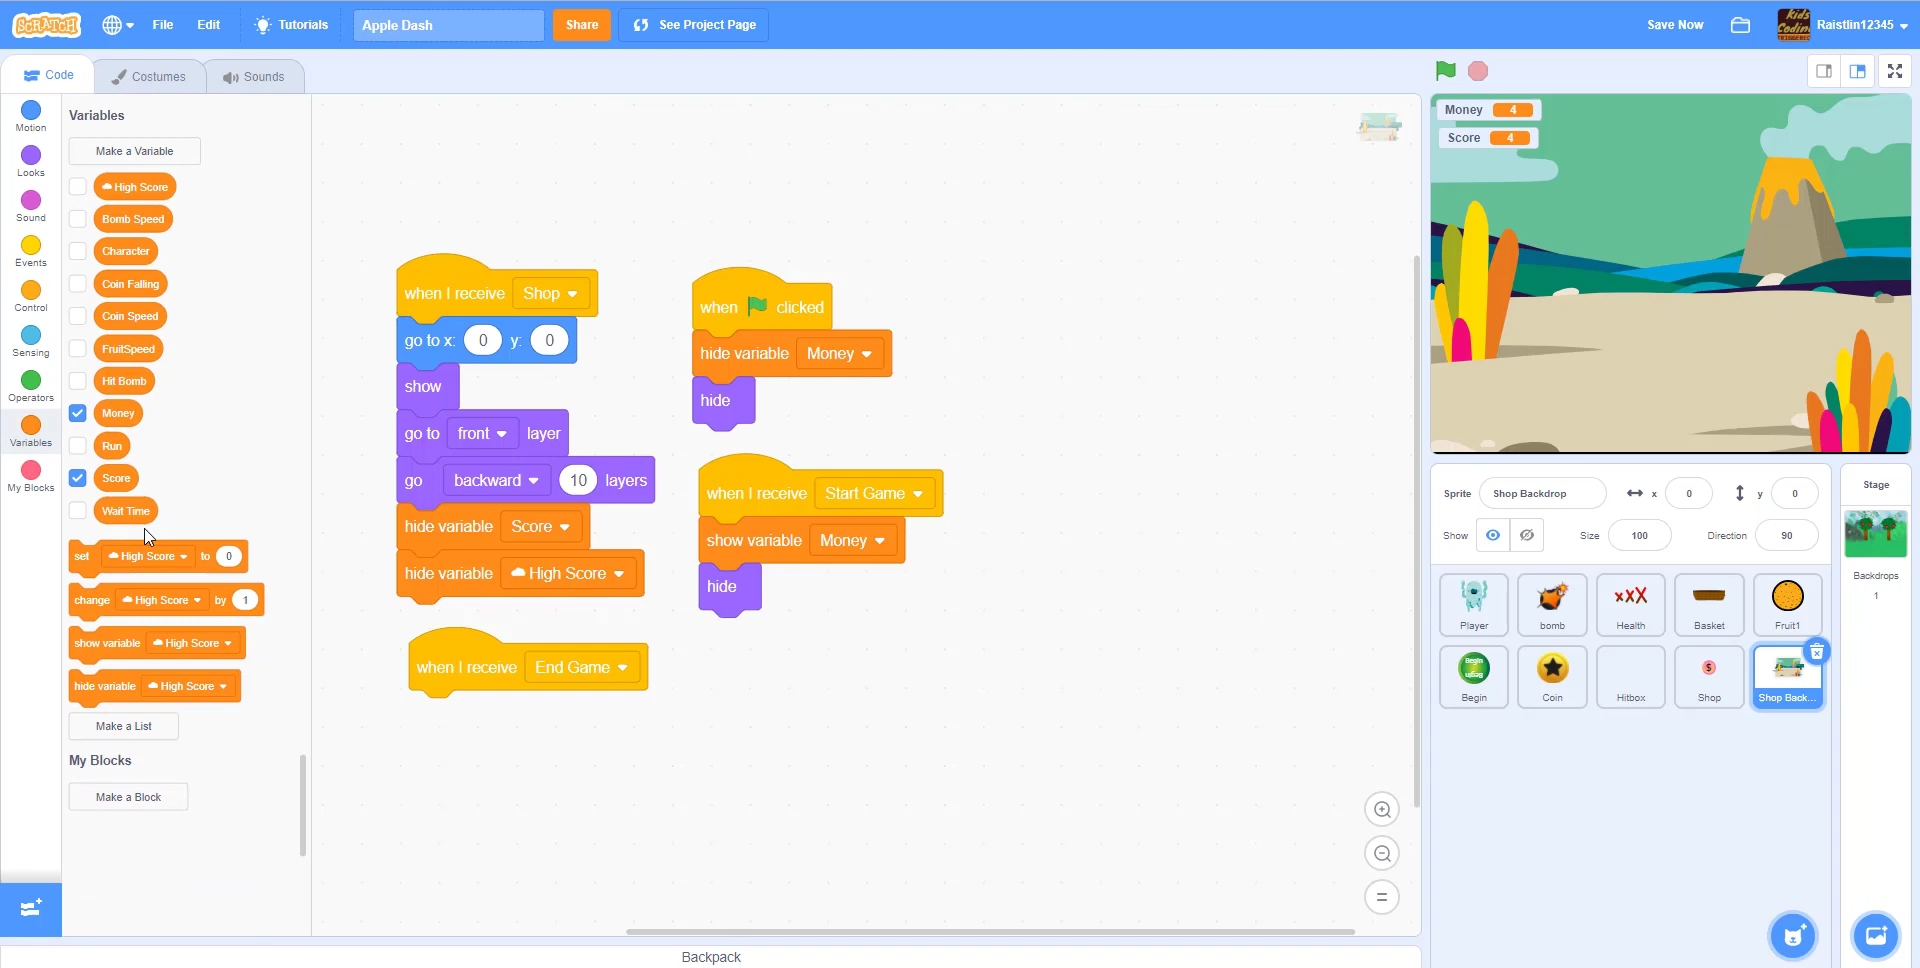 SCRATCH File Edit Tutorials Apple Dash Share See Project Page Save Now Raistlin12345
Code Costumes Sounds
Motion
Looks
Sound
Events
Control
Sensing
Operators
Variables
My Blocks
Variables
Make a Variable
High Score
Bomb Speed
Character
Coin Falling
Coin Speed
FruitSpeed
Hit Bomb
Money
Run
Score
Wait Time
set High Score to 0
change High Score by 1
show variable High Score
hide variable High Score
Make a List
My Blocks
Make a Block
when I receive Shop
go to x: 0 y: 0
show
go to front layer
go backward 10 layers
hide variable Score
hide variable High Score
when I receive End Game
when clicked
hide variable Money
hide
when I receive Start Game
show variable Money
hide
Backpack
Money 4
Score 4
Sprite Shop Backdrop x 0 y 0
Show Size 100 Direction 90
Player bomb Health Basket Fruit1
Begin Coin Hitbox Shop Shop Back...
Stage
Backdrops
1